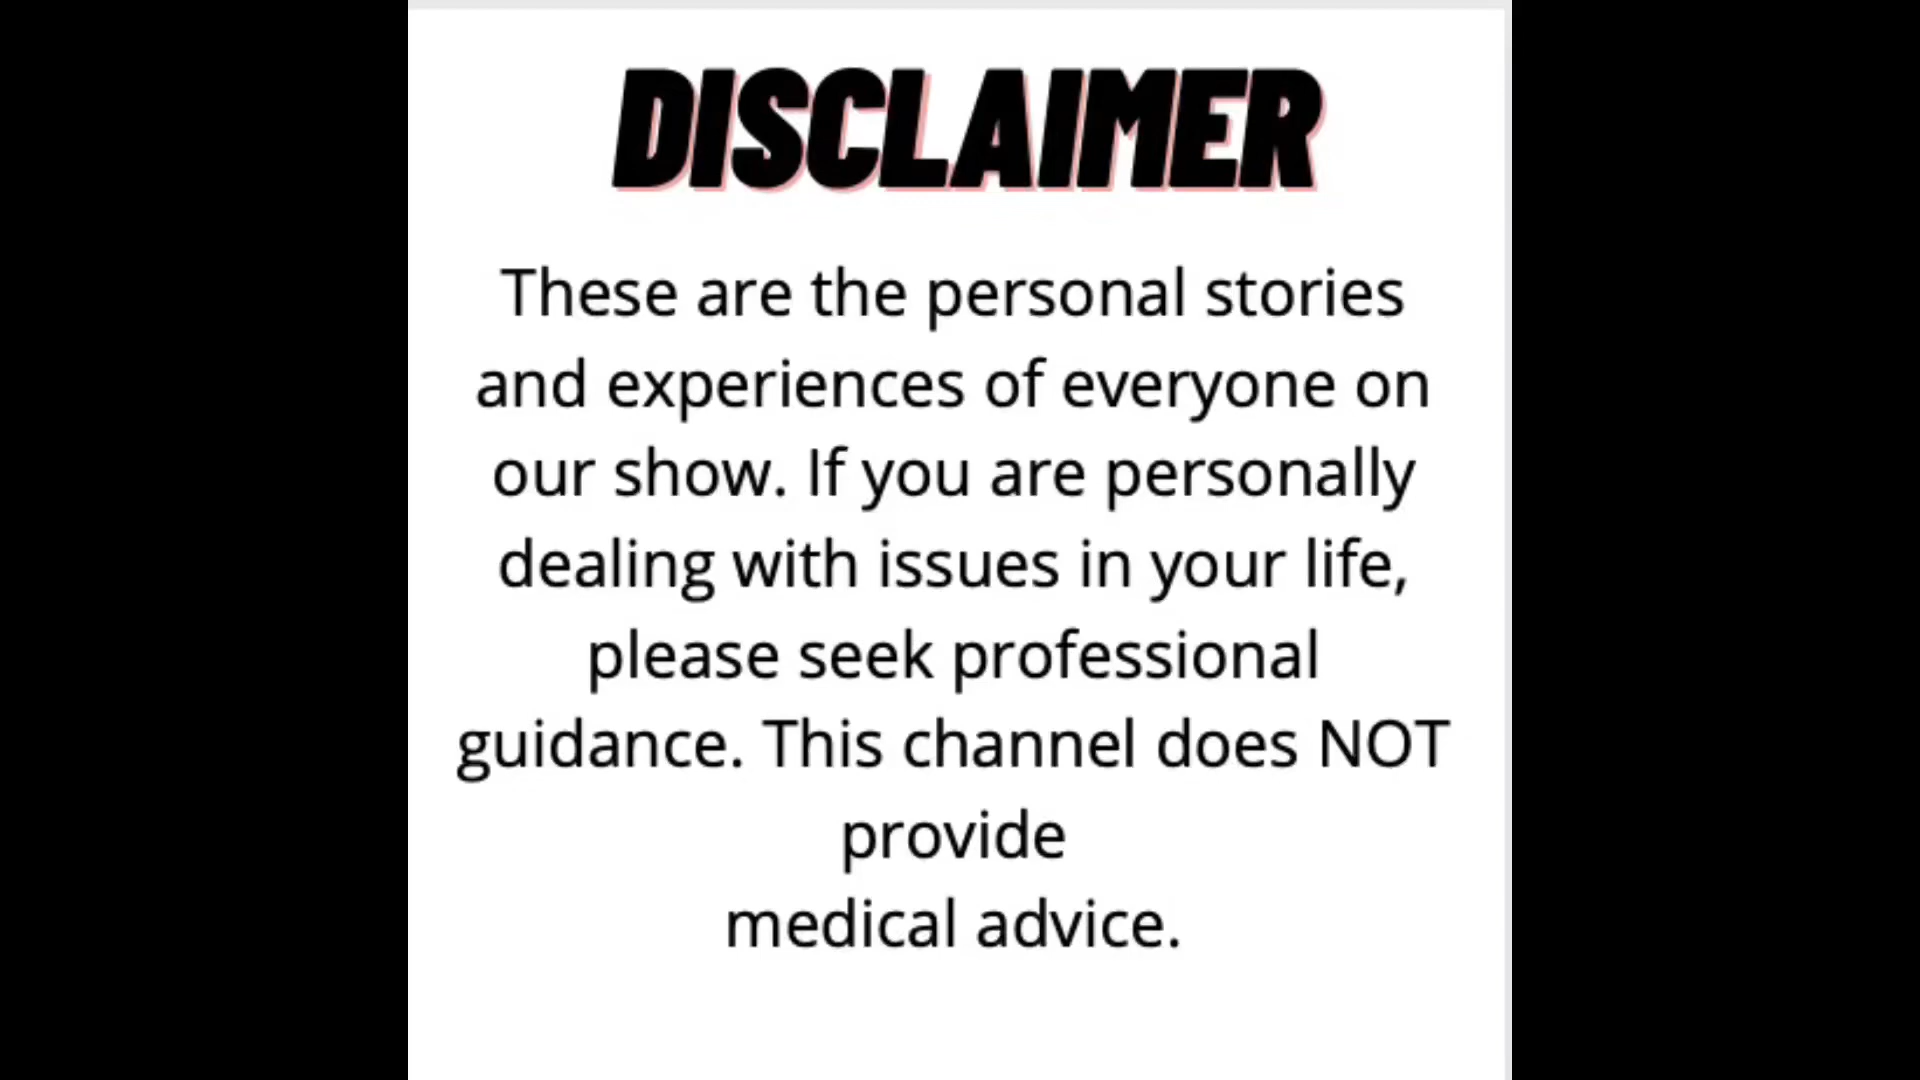 DISCLAIMER
These are the personal stories
and experiences of everyone on
our show. If you are personally
dealing with issues in your life,
please seek professional
guidance. This channel does NOT
provide
medical advice.